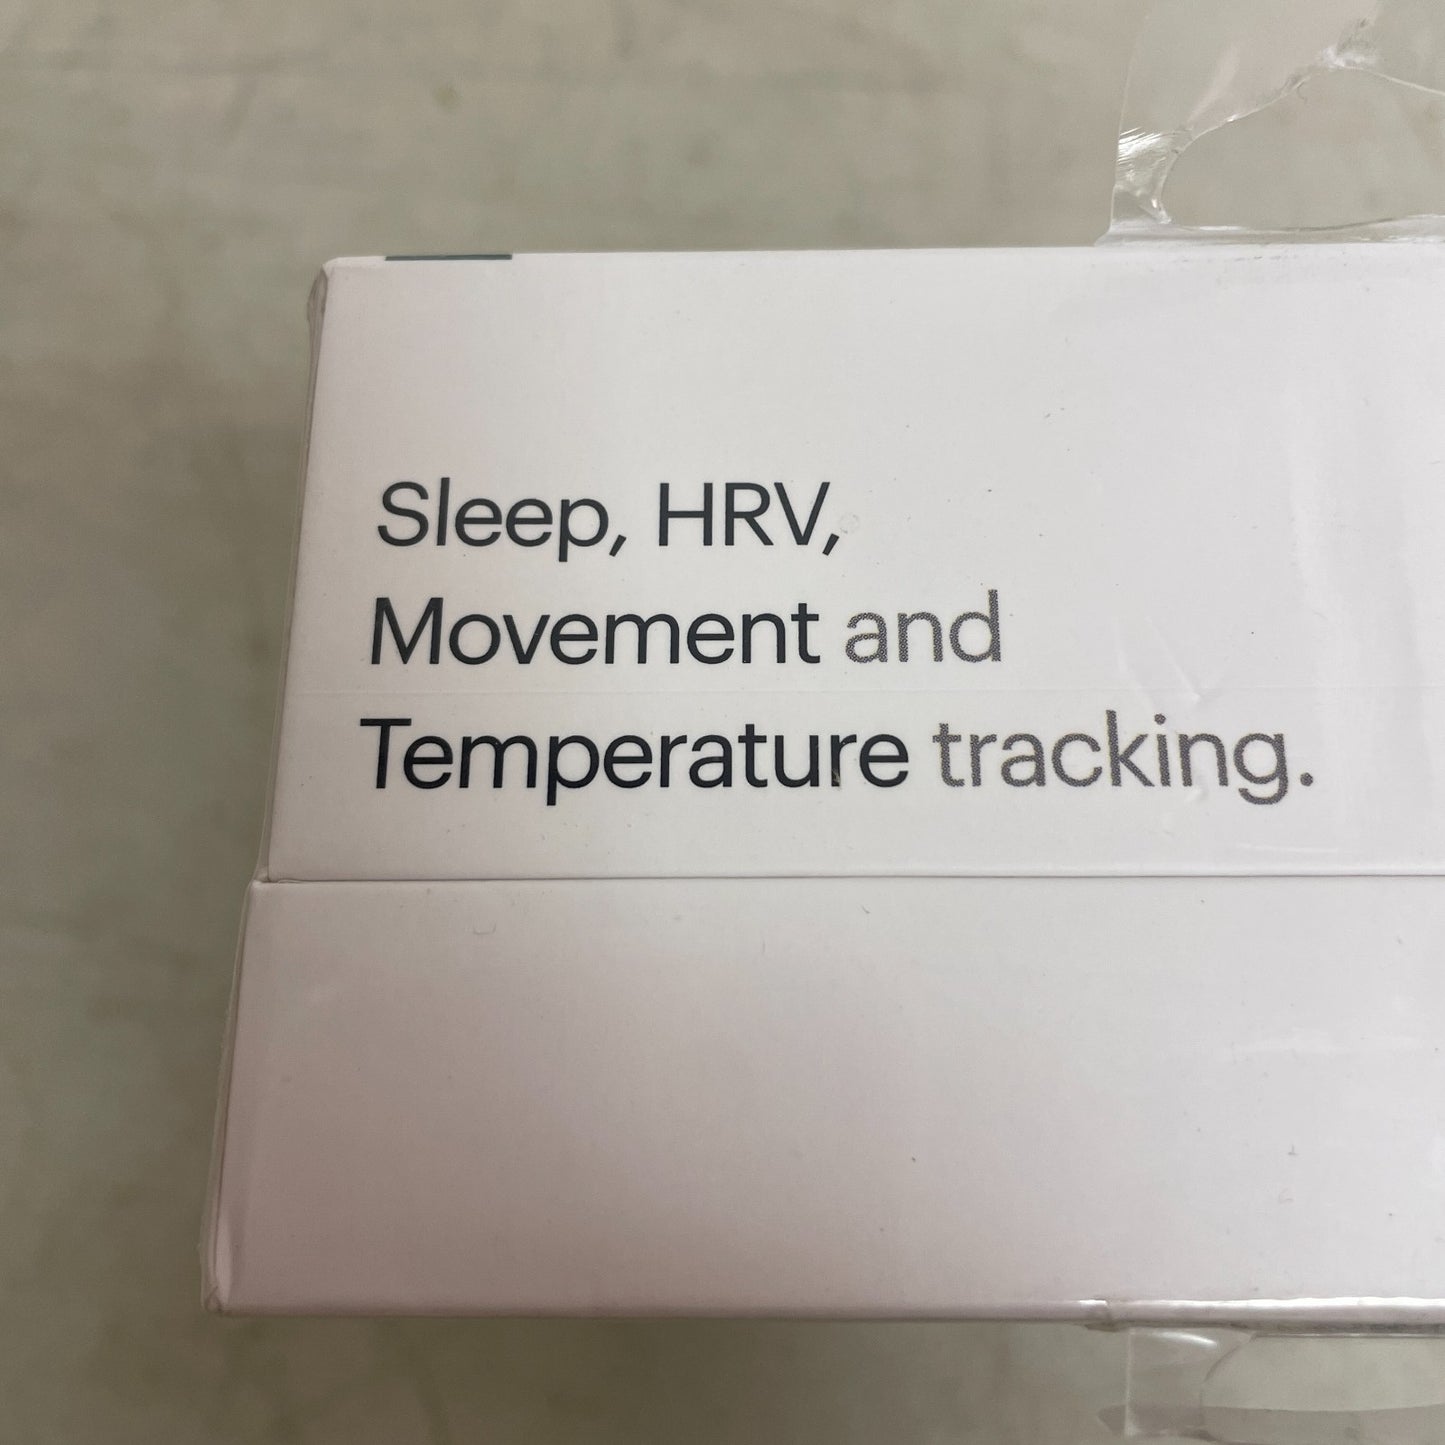 Sleep, HRV,
Movement and
Temperature tracking.